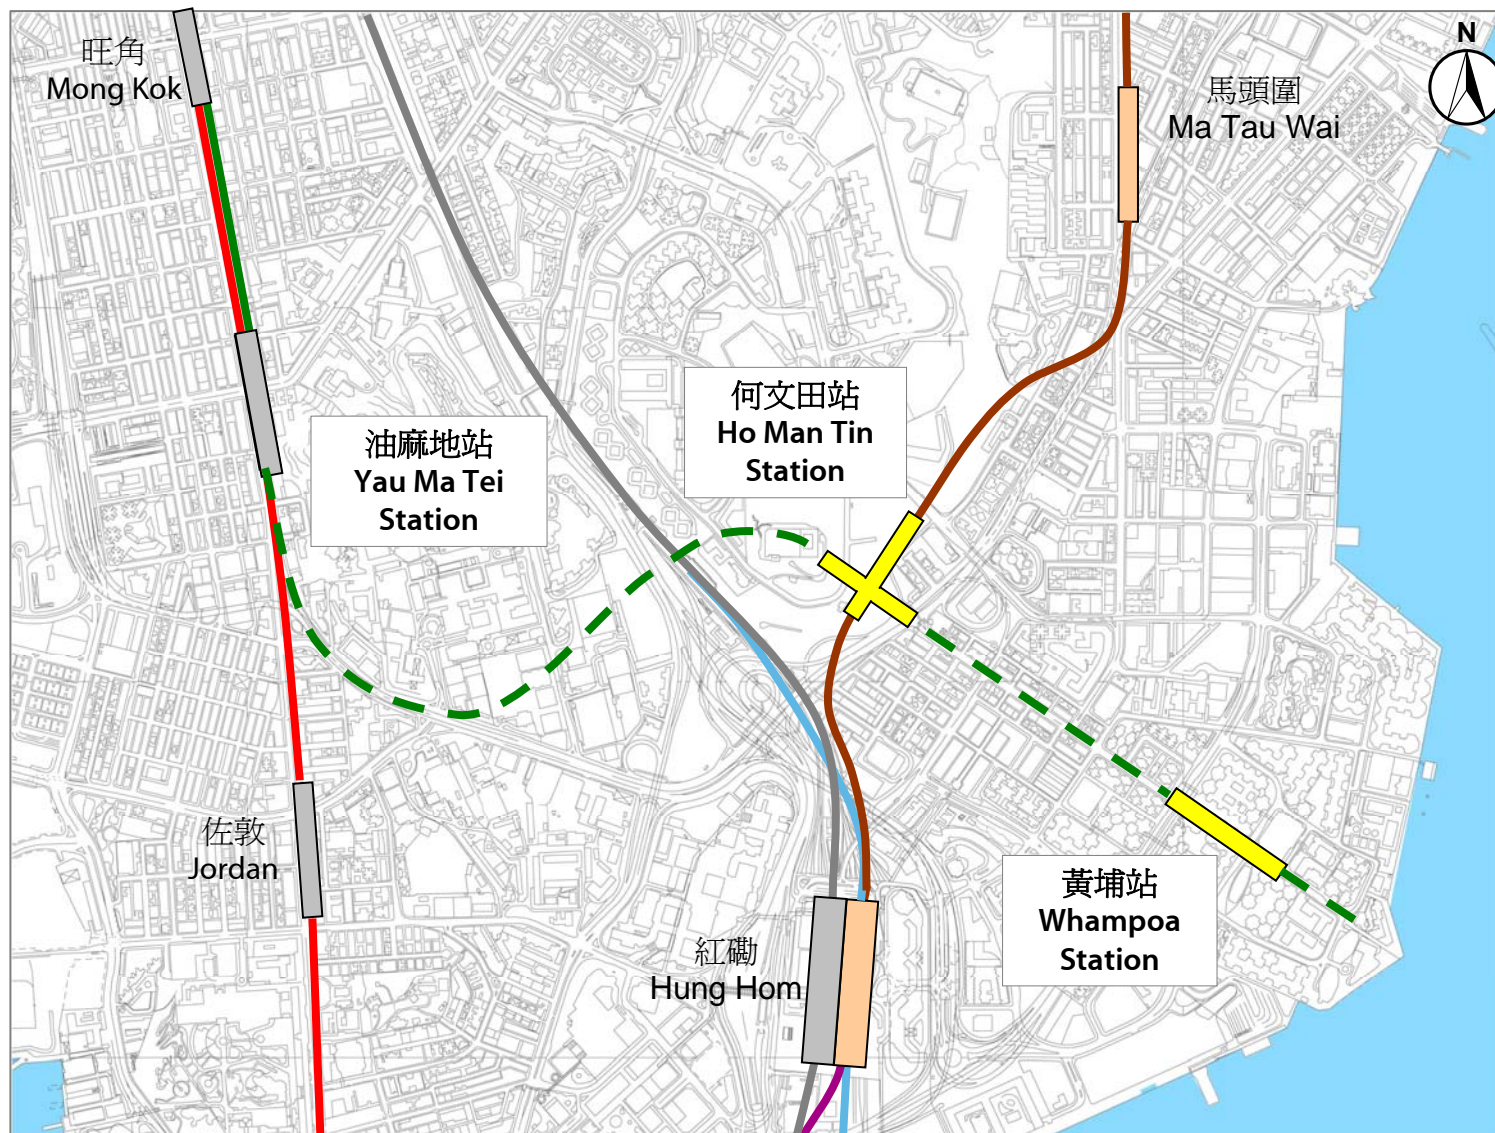 旺角
Mong Kok
N
馬頭圍
Ma Tau Wai
何文田站
Ho Man Tin
Station
油麻地站
Yau Ma Tei
Station
佐敦
Jordan
黃埔站
Whampoa
Station
紅磡
Hung Hom